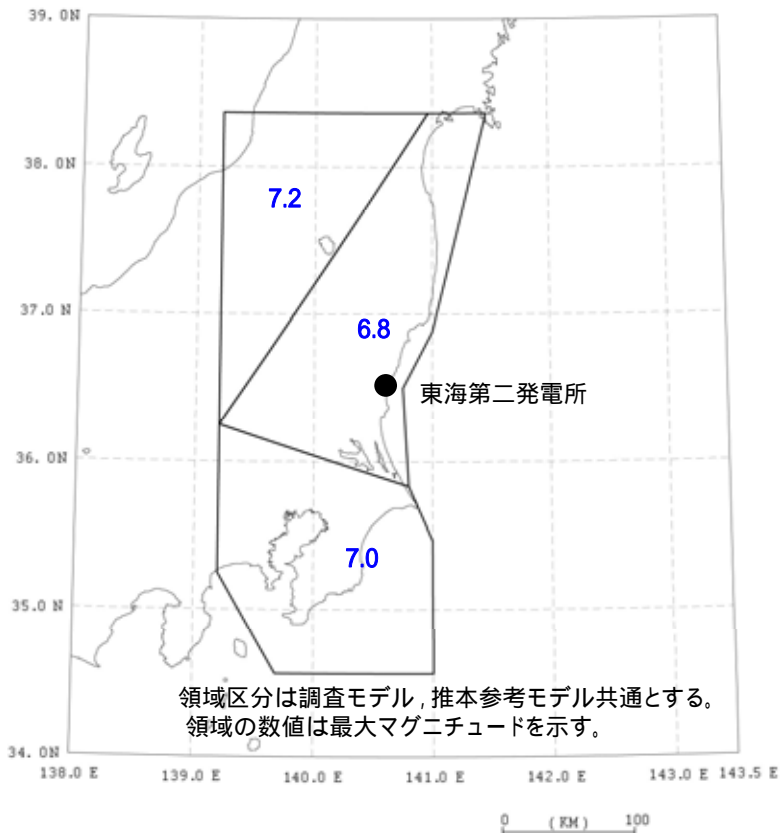 39.0N
38.0N
7.2
37.0N
6.8
東海第二発電所
36.0N
7.0
35.0N
領域区分は調査モデル,推本参考モデル共通とする。
領域の数値は最大マグニチュードを示す。
34.0N
138.0 E 139.0 E 140.0 E 141.0 E 142.0 E 143.0 E 143.5 E
0 (KM) 100